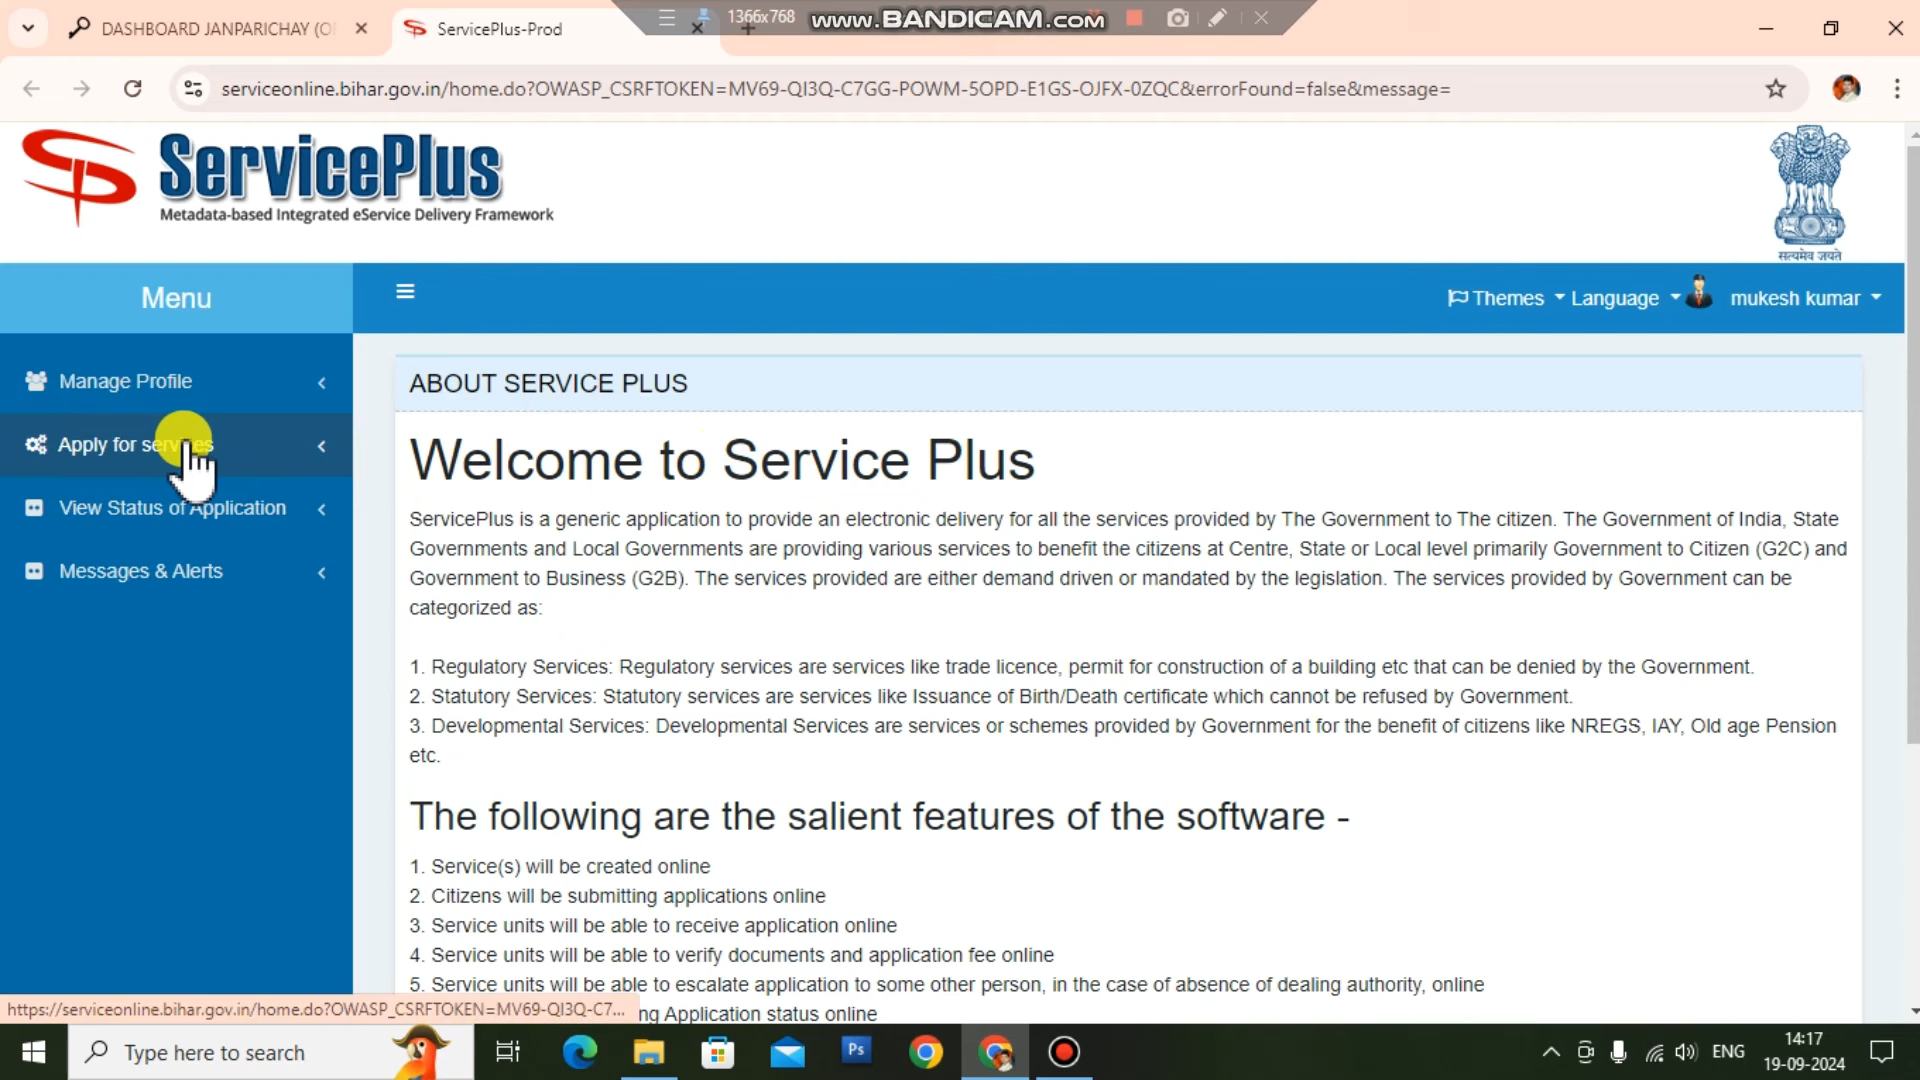 DASHBOARD JANPARICHAY (O
ServicePlus-Prod
1366x768
www.BANDICAM.com
serviceonline.bihar.gov.in/home.do?OWASP_CSRFTOKEN=MV69-QI3Q-C7GG-POWM-5OPD-E1GS-OJFX-0ZQC&errorFound=false&message=
ServicePlus
Metadata-based Integrated eService Delivery Framework
सत्यमेव जयते
Menu
Themes
Language
mukesh kumar
Manage Profile
Apply for services
View Status of Application
Messages & Alerts
ABOUT SERVICE PLUS
Welcome to Service Plus
ServicePlus is a generic application to provide an electronic delivery for all the services provided by The Government to The citizen. The Government of India, State
Governments and Local Governments are providing various services to benefit the citizens at Centre, State or Local level primarily Government to Citizen (G2C) and
Government to Business (G2B). The services provided are either demand driven or mandated by the legislation. The services provided by Government can be
categorized as:
1. Regulatory Services: Regulatory services are services like trade licence, permit for construction of a building etc that can be denied by the Government.
2. Statutory Services: Statutory services are services like Issuance of Birth/Death certificate which cannot be refused by Government.
3. Developmental Services: Developmental Services are services or schemes provided by Government for the benefit of citizens like NREGS, IAY, Old age Pension
etc.
The following are the salient features of the software -
1. Service(s) will be created online
2. Citizens will be submitting applications online
3. Service units will be able to receive application online
4. Service units will be able to verify documents and application fee online
5. Service units will be able to escalate application to some other person, in the case of absence of dealing authority, online
ng Application status online
https://serviceonline.bihar.gov.in/home.do?OWASP_CSRFTOKEN=MV69-QI3Q-C7...
Type here to search
Ps
ENG
14:17
19-09-2024